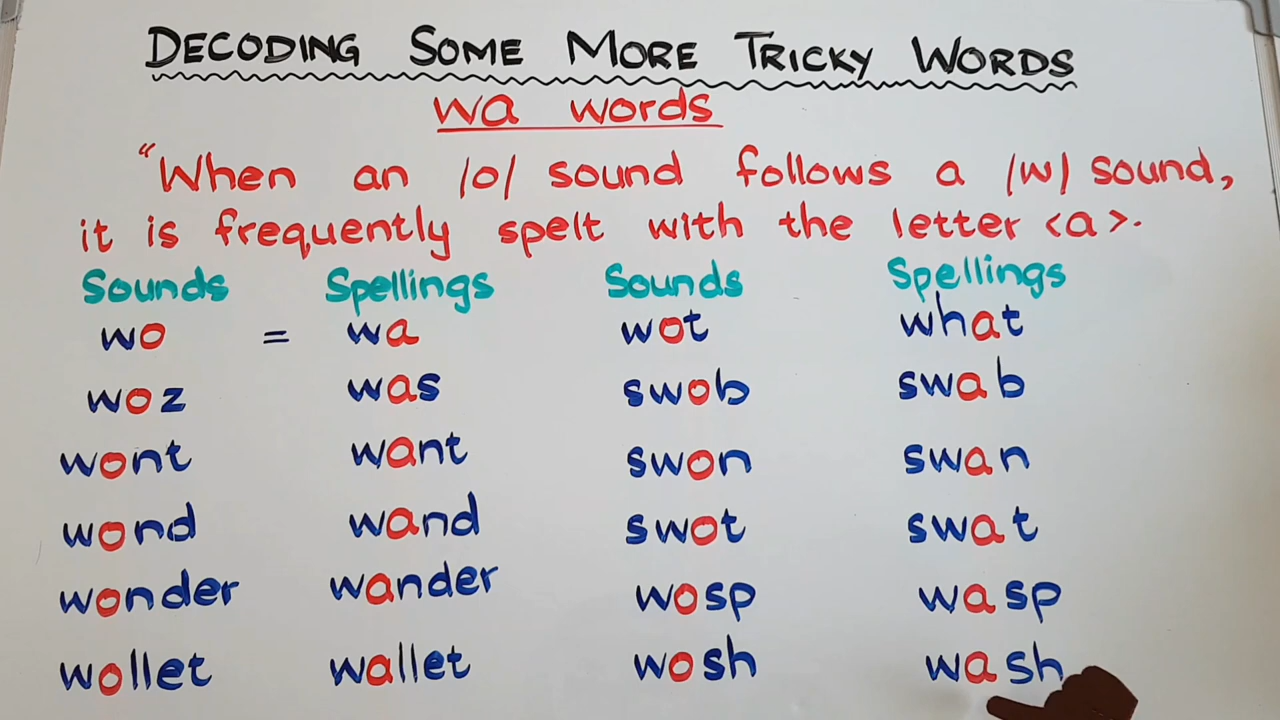 DECODING SOME MORE TRICKY WORDS
wa words
"When an /o/ sound follows a /w/ sound,
it is frequently spelt with the letter <a>.
Sounds Spellings Sounds Spellings
wo = wa wot what
woz was swob swab
wont want swon swan
wond wand swot swat
wonder wander wosp wasp
wollet wallet wosh wash